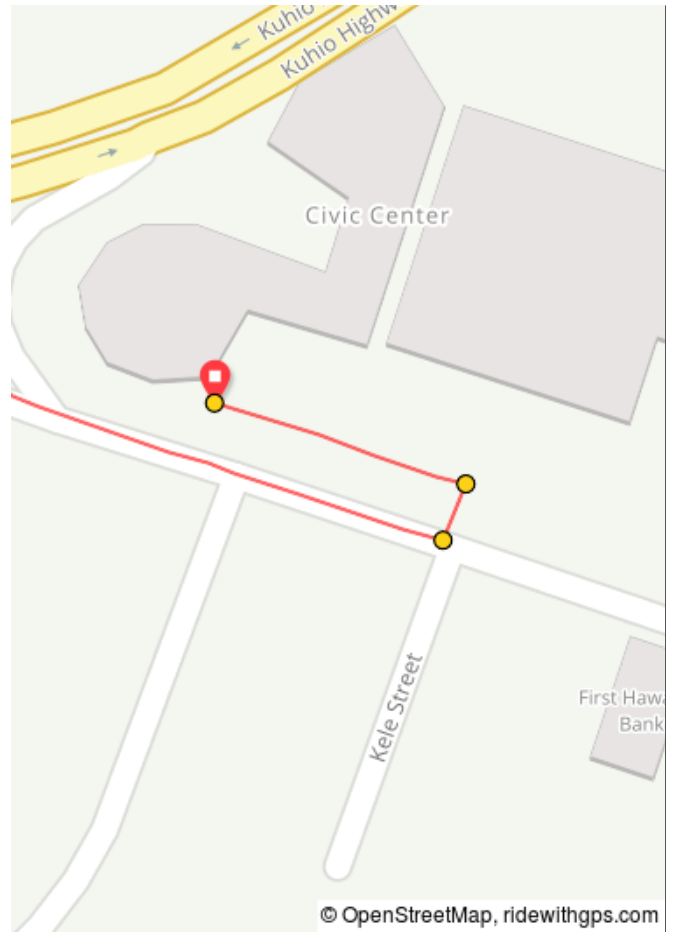 Kuhio
Kuhio Highw
Civic Center
Kele Street
First Hawa
Bank
© OpenStreetMap, ridewithgps.com